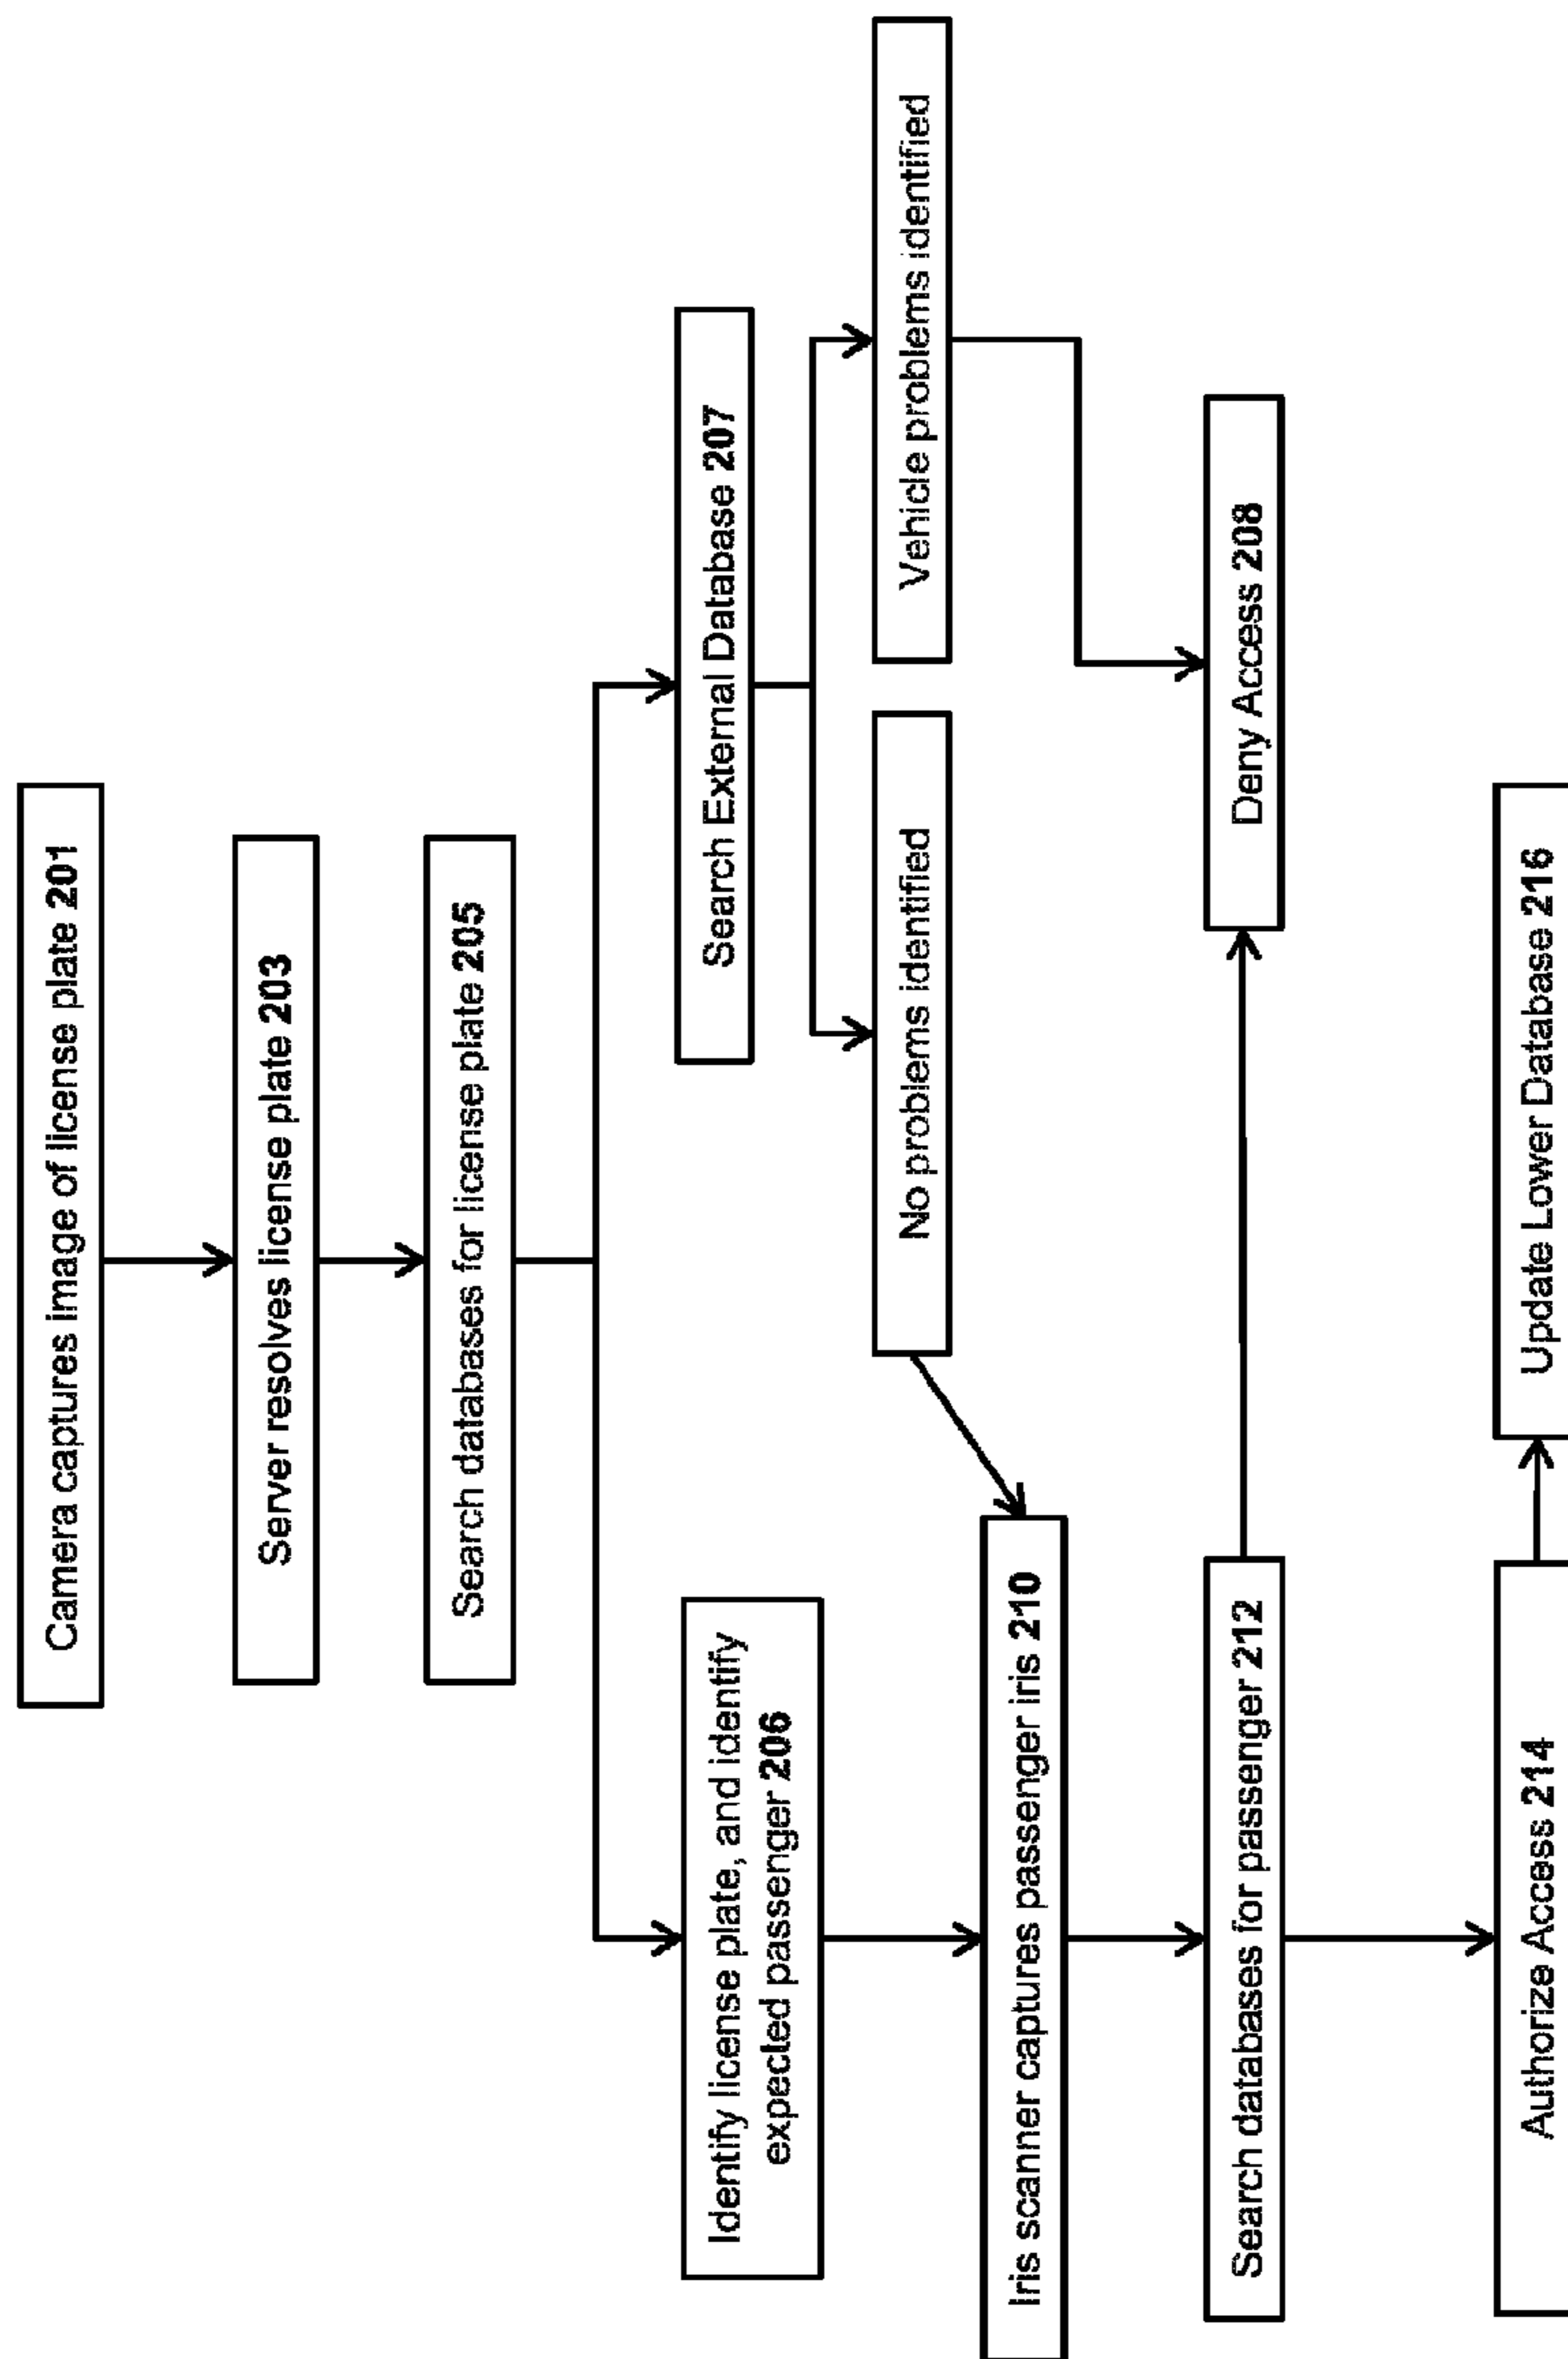 Camera captures image of license plate 201
Server resolves license plate 203
Search databases for license plate 205
Identify license plate, and identify
expected passenger 206
Search External Database 207
No problems identified
Vehicle problems identified
Iris scanner captures passenger iris 210
Search databases for passenger 212
Deny Access 208
Authorize Access 214
Update Lower Database 216